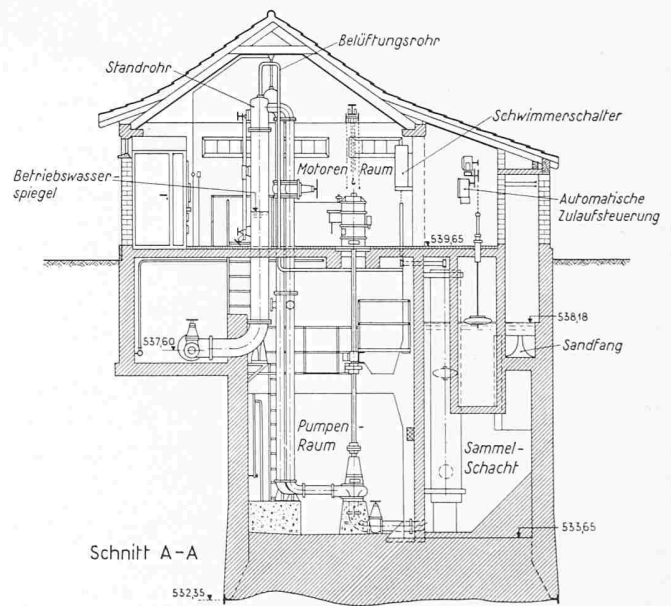 Belüftungsrohr
Standrohr
Schwimmerschalter
Motoren Raum
Betriebswasser-
spiegel
Automatische
Zulaufsteuerung
539,65
538,18
537,60
Sandfang
Pumpen
Raum
Sammel-
Schacht
533,65
Schnitt A-A
532,35